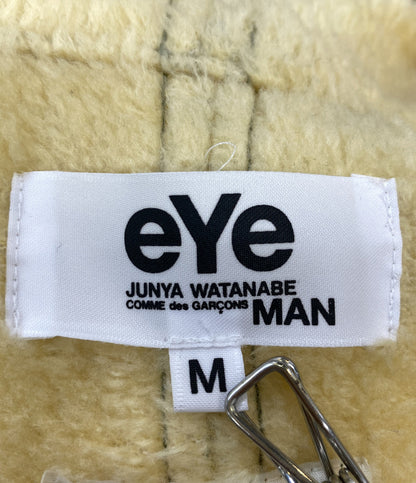 eYe
JUNYA WATANABE
COMME des GARÇONS MAN
M